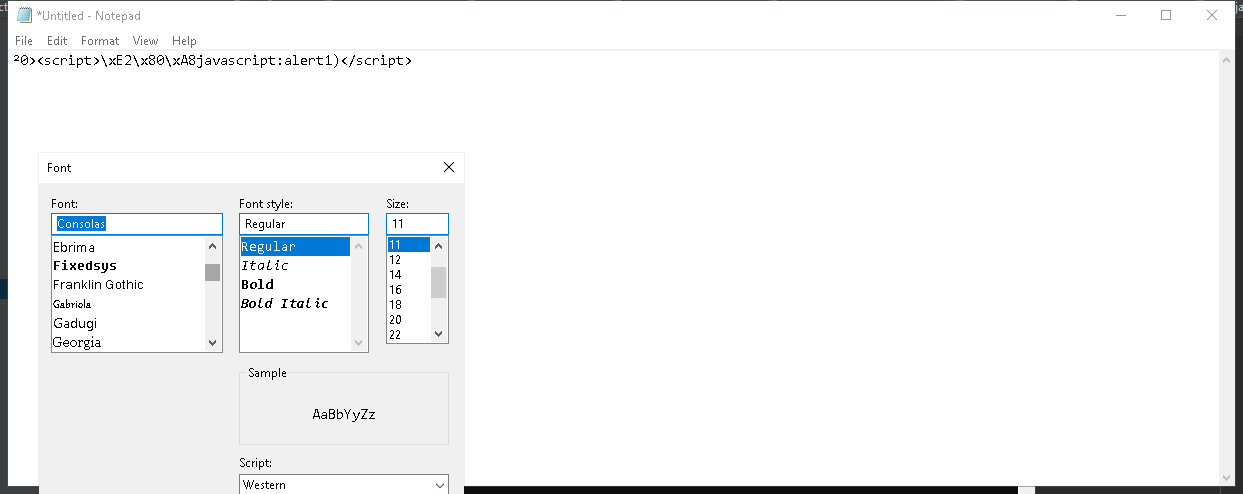 *Untitled - Notepad
File Edit Format View Help
²0><script>\xE2\x80\xA8javascript:alert1)</script>
Font
Font: Font style: Size:
Consolas Regular 11
Ebrima Regular 11
Fixedsys Italic 12
Franklin Gothic Bold 14
Gabriola Bold Italic 16
Gadugi 18
Georgia 20
22
Sample
AaBbYyZz
Script:
Western